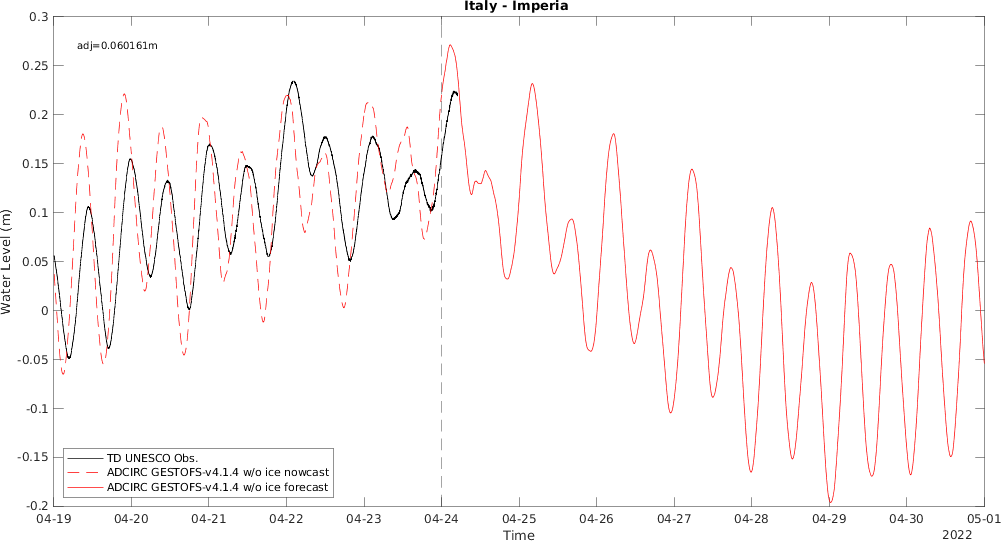 Italy - Imperia
adj=0.060161m
Water Level (m)
0.3
0.25
0.2
0.15
0.1
0.05
0
-0.05
-0.1
-0.15
-0.2
TD UNESCO Obs.
ADCIRC GESTOFS-v4.1.4 w/o ice nowcast
ADCIRC GESTOFS-v4.1.4 w/o ice forecast
04-19 04-20 04-21 04-22 04-23 04-24 04-25 04-26 04-27 04-28 04-29 04-30 05-01
Time
2022